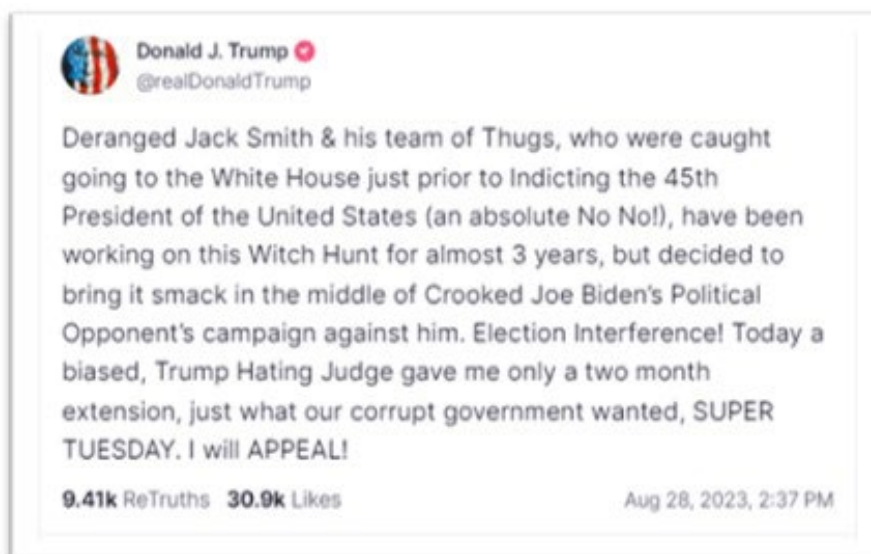 Donald J. Trump
@realDonaldTrump
Deranged Jack Smith & his team of Thugs, who were caught
going to the White House just prior to Indicting the 45th
President of the United States (an absolute No No!), have been
working on this Witch Hunt for almost 3 years, but decided to
bring it smack in the middle of Crooked Joe Biden's Political
Opponent's campaign against him. Election Interference! Today a
biased, Trump Hating Judge gave me only a two month
extension, just what our corrupt government wanted, SUPER
TUESDAY. I will APPEAL!
9.41k ReTruths 30.9k Likes Aug 28, 2023, 2:37 PM